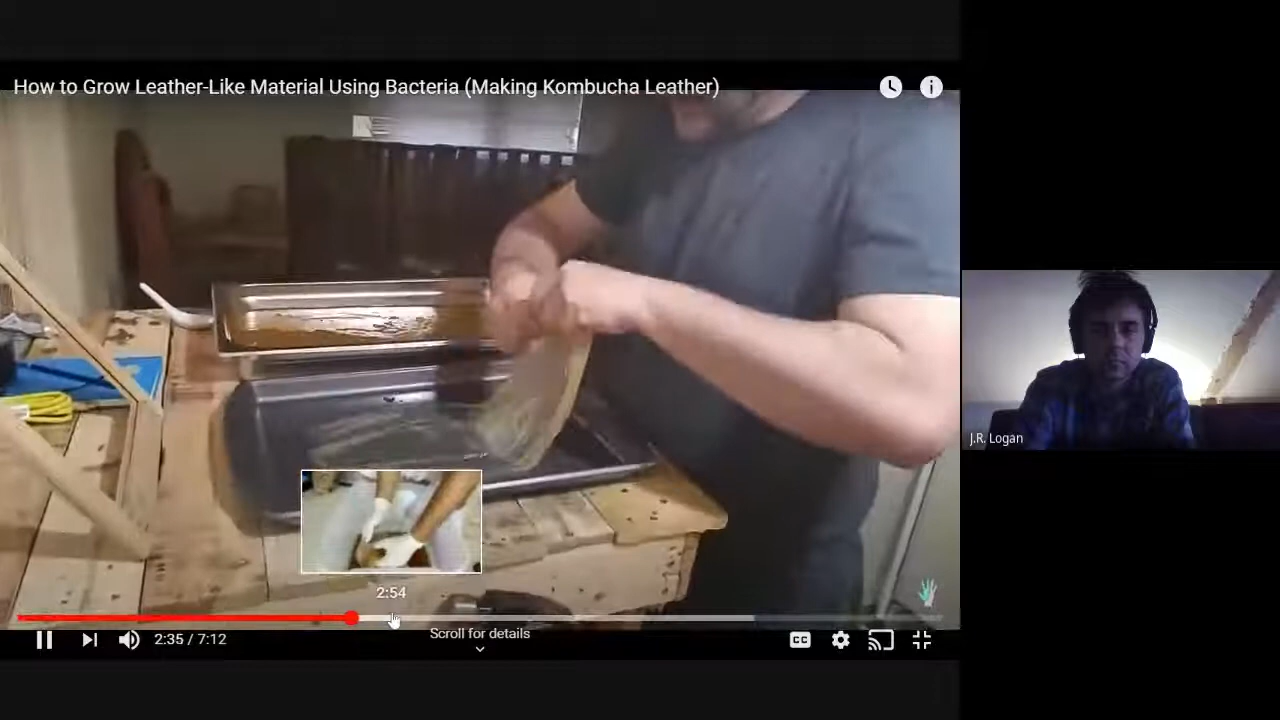 How to Grow Leather-Like Material Using Bacteria (Making Kombucha Leather)
J.R. Logan
2:54
2:35 / 7:12
Scroll for details
CC